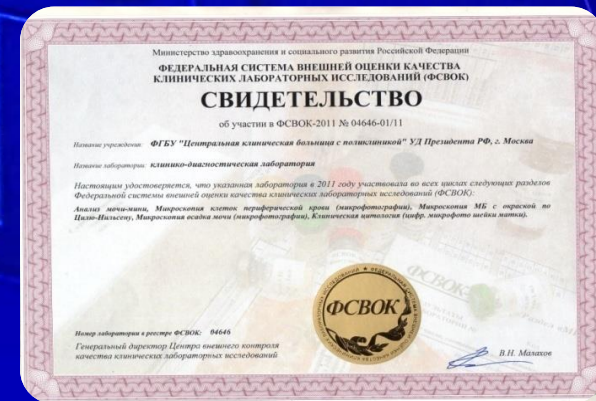 Министерство здравоохранения и социального развития Российской Федерации
ФЕДЕРАЛЬНАЯ СИСТЕМА ВНЕШНЕЙ ОЦЕНКИ КАЧЕСТВА
КЛИНИЧЕСКИХ ЛАБОРАТОРНЫХ ИССЛЕДОВАНИЙ (ФСВОК)
СВИДЕТЕЛЬСТВО
об участии в ФСВОК-2011 № 04646-01/11
Название учреждения: ФГБУ "Центральная клиническая больница с поликлиникой" УД Президента РФ, г. Москва
Название лаборатории: клинико-диагностическая лаборатория
Настоящим удостоверяется, что указанная лаборатория в 2011 году участвовала во всех циклах следующих разделов
Федеральной системы внешней оценки качества клинических лабораторных исследований (ФСВОК):
Анализ мочи-мини, Микроскопия клеток периферической крови (микрофотографии), Микроскопия МБ с окраской по
Цилю-Нильсену, Микроскопия осадка мочи (микрофотографии), Клиническая цитология (цифр. микрофото шейки матки).
ФСВОК
Номер лаборатории в реестре ФСВОК: 04646
Генеральный директор Центра внешнего контроля
качества клинических лабораторных исследований
В.Н. Малахов